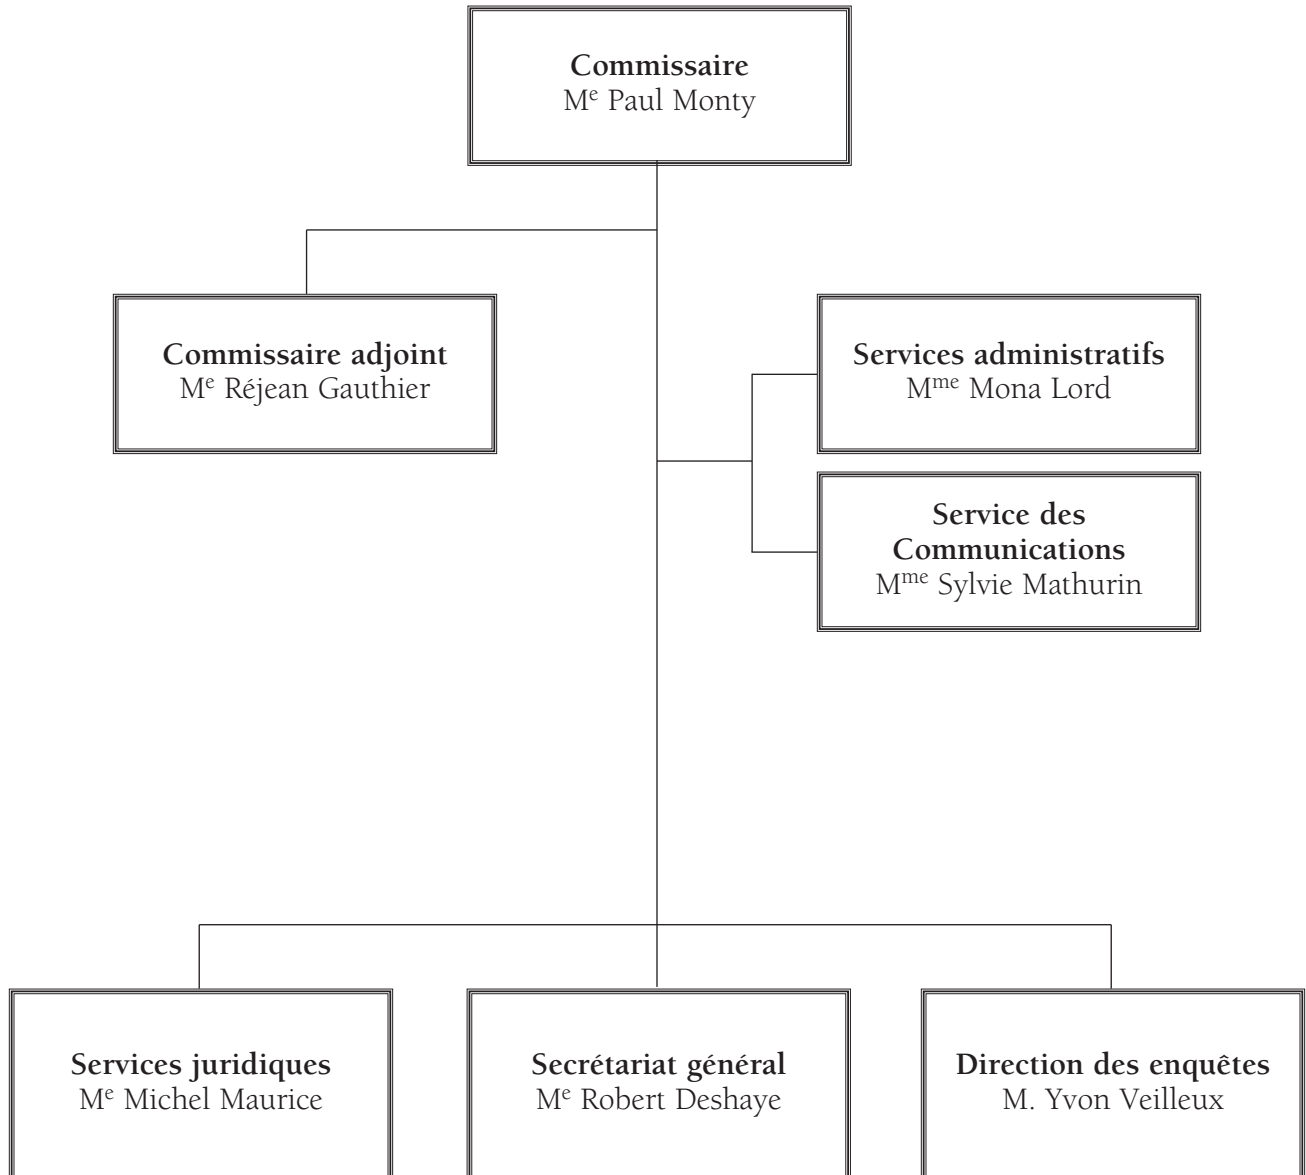 Commissaire
Me Paul Monty
Commissaire adjoint
Me Réjean Gauthier
Services administratifs
Mme Mona Lord
Service des
Communications
Mme Sylvie Mathurin
Services juridiques
Me Michel Maurice
Secrétariat général
Me Robert Deshaye
Direction des enquêtes
M. Yvon Veilleux